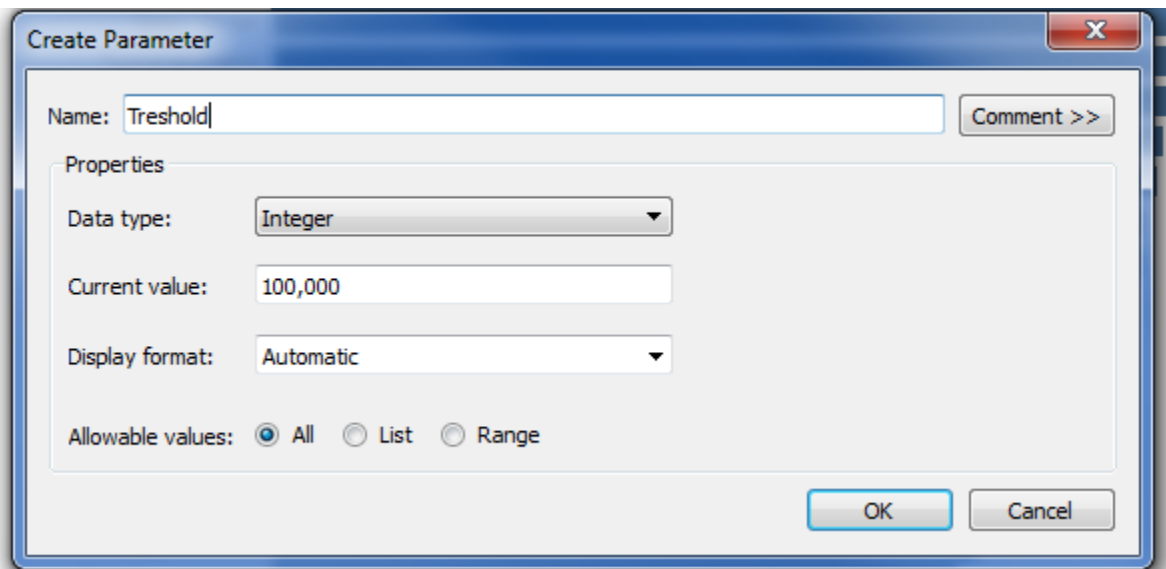 Create Parameter
Name: Treshold Comment >>
Properties
Data type: Integer
Current value: 100,000
Display format: Automatic
Allowable values: All List Range
OK Cancel